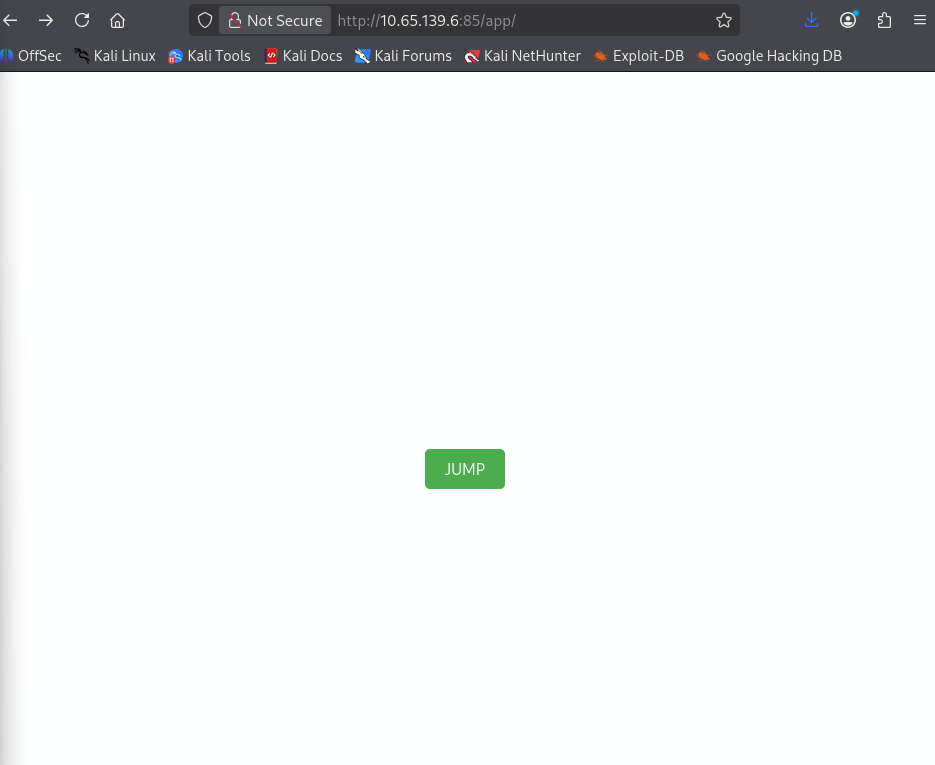 Not Secure http://10.65.139.6:85/app/
OffSec Kali Linux Kali Tools Kali Docs Kali Forums Kali NetHunter Exploit-DB Google Hacking DB
JUMP